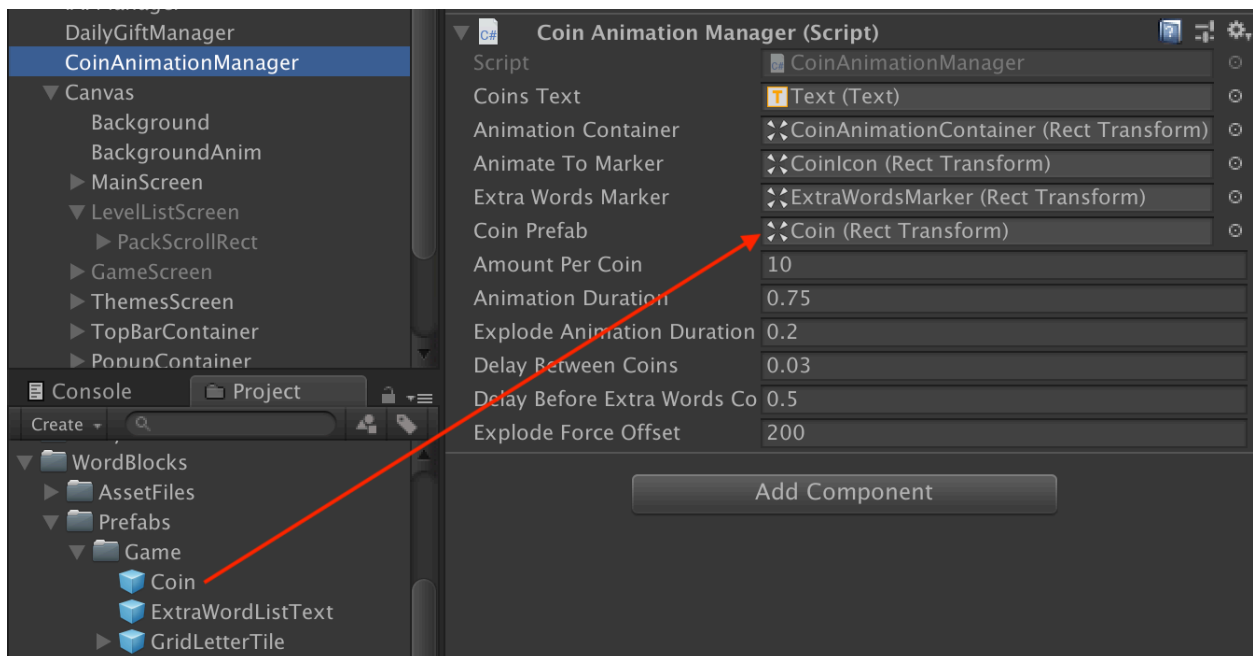 DailyGiftManager
CoinAnimationManager
Canvas
Background
BackgroundAnim
MainScreen
LevelListScreen
PackScrollRect
GameScreen
ThemesScreen
TopBarContainer
PopupContainer
Console Project
Create
WordBlocks
AssetFiles
Prefabs
Game
Coin
ExtraWordListText
GridLetterTile
C# Coin Animation Manager (Script)
Script CoinAnimationManager
Coins Text T Text (Text)
Animation Container CoinAnimationContainer (Rect Transform)
Animate To Marker CoinIcon (Rect Transform)
Extra Words Marker ExtraWordsMarker (Rect Transform)
Coin Prefab Coin (Rect Transform)
Amount Per Coin 10
Animation Duration 0.75
Explode Animation Duration 0.2
Delay Between Coins 0.03
Delay Before Extra Words Co 0.5
Explode Force Offset 200
Add Component